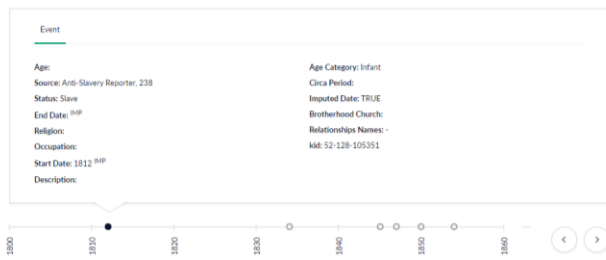 Event
Age:
Source: Anti-Slavery Reporter, 238
Status: Slave
End Date: IMP
Religion:
Occupation:
Start Date: 1812 IMP
Description:
Age Category: Infant
Circa Period:
Imputed Date: TRUE
Brotherhood Church:
Relationships Names: -
kid: 52-128-105351
1800
1810
1820
1830
1840
1850
1860